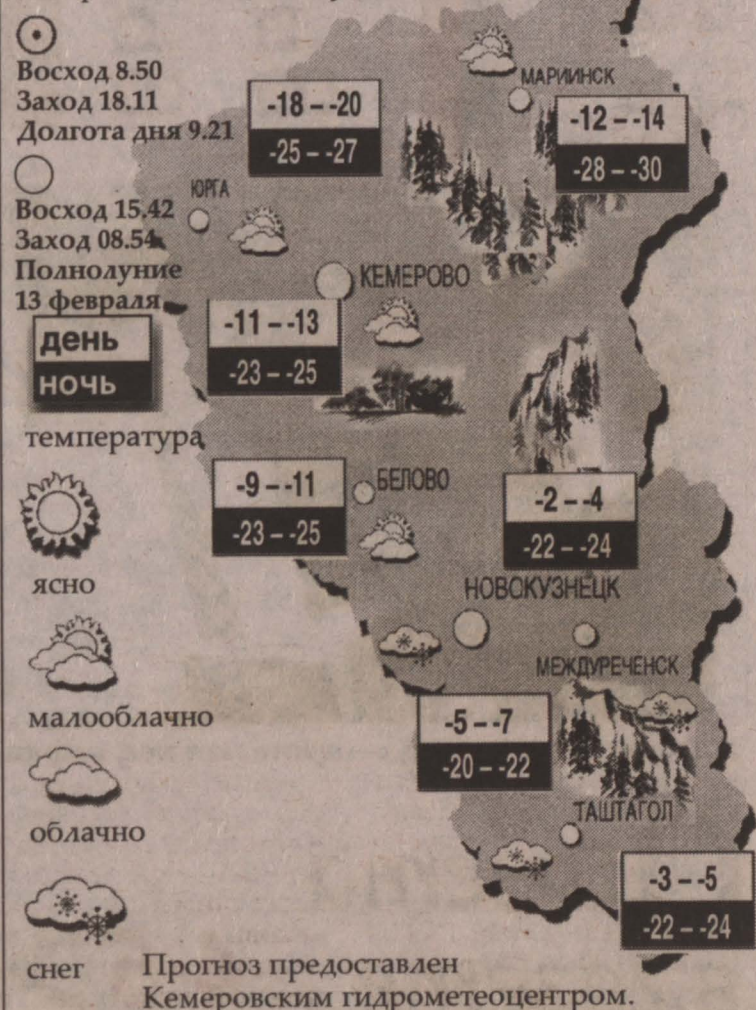 Восход 8.50
Заход 18.11
Долгота дня 9.21
Восход 15.42
Заход 08.54
Полнолуние
13 февраля
день
ночь
температура
ясно
малооблачно
облачно
снег
МАРИИНСК
-18 – -20
-25 – -27
-12 – -14
-28 – -30
ЮРГА
КЕМЕРОВО
-11 – -13
-23 – -25
БЕЛОВО
-9 – -11
-23 – -25
-2 – -4
-22 – -24
НОВОКУЗНЕЦК
МЕЖДУРЕЧЕНСК
-5 – -7
-20 – -22
ТАШТАГОЛ
-3 – -5
-22 – -24
Прогноз предоставлен
Кемеровским гидрометеоцентром.